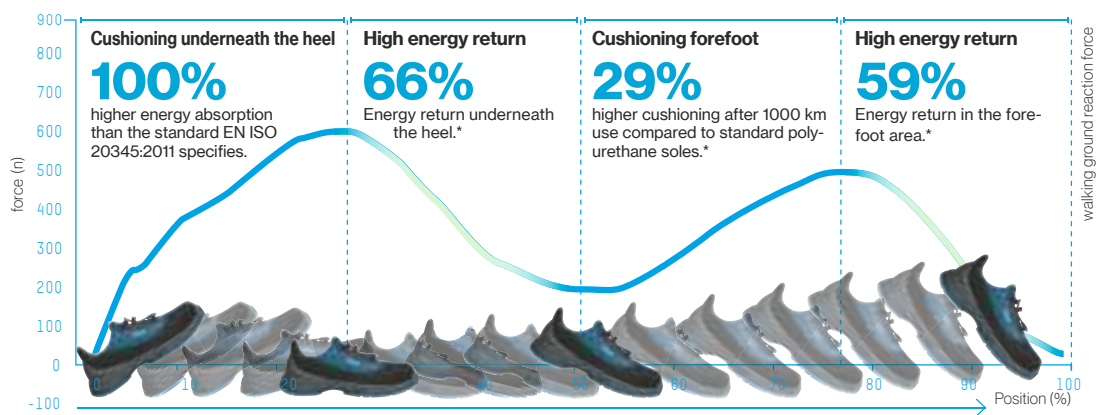 900
800
700
600
500
400
300
200
100
0
-100
force (n)
Cushioning underneath the heel
100%
higher energy absorption
than the standard EN ISO
20345:2011 specifies.
High energy return
66%
Energy return underneath
the heel.*
Cushioning forefoot
29%
higher cushioning after 1000 km
use compared to standard poly-
urethane soles.*
High energy return
59%
Energy return in the fore-
foot area.*
walking ground reaction force
0 10 20 40 50 60 70 80 90 100
Position (%)